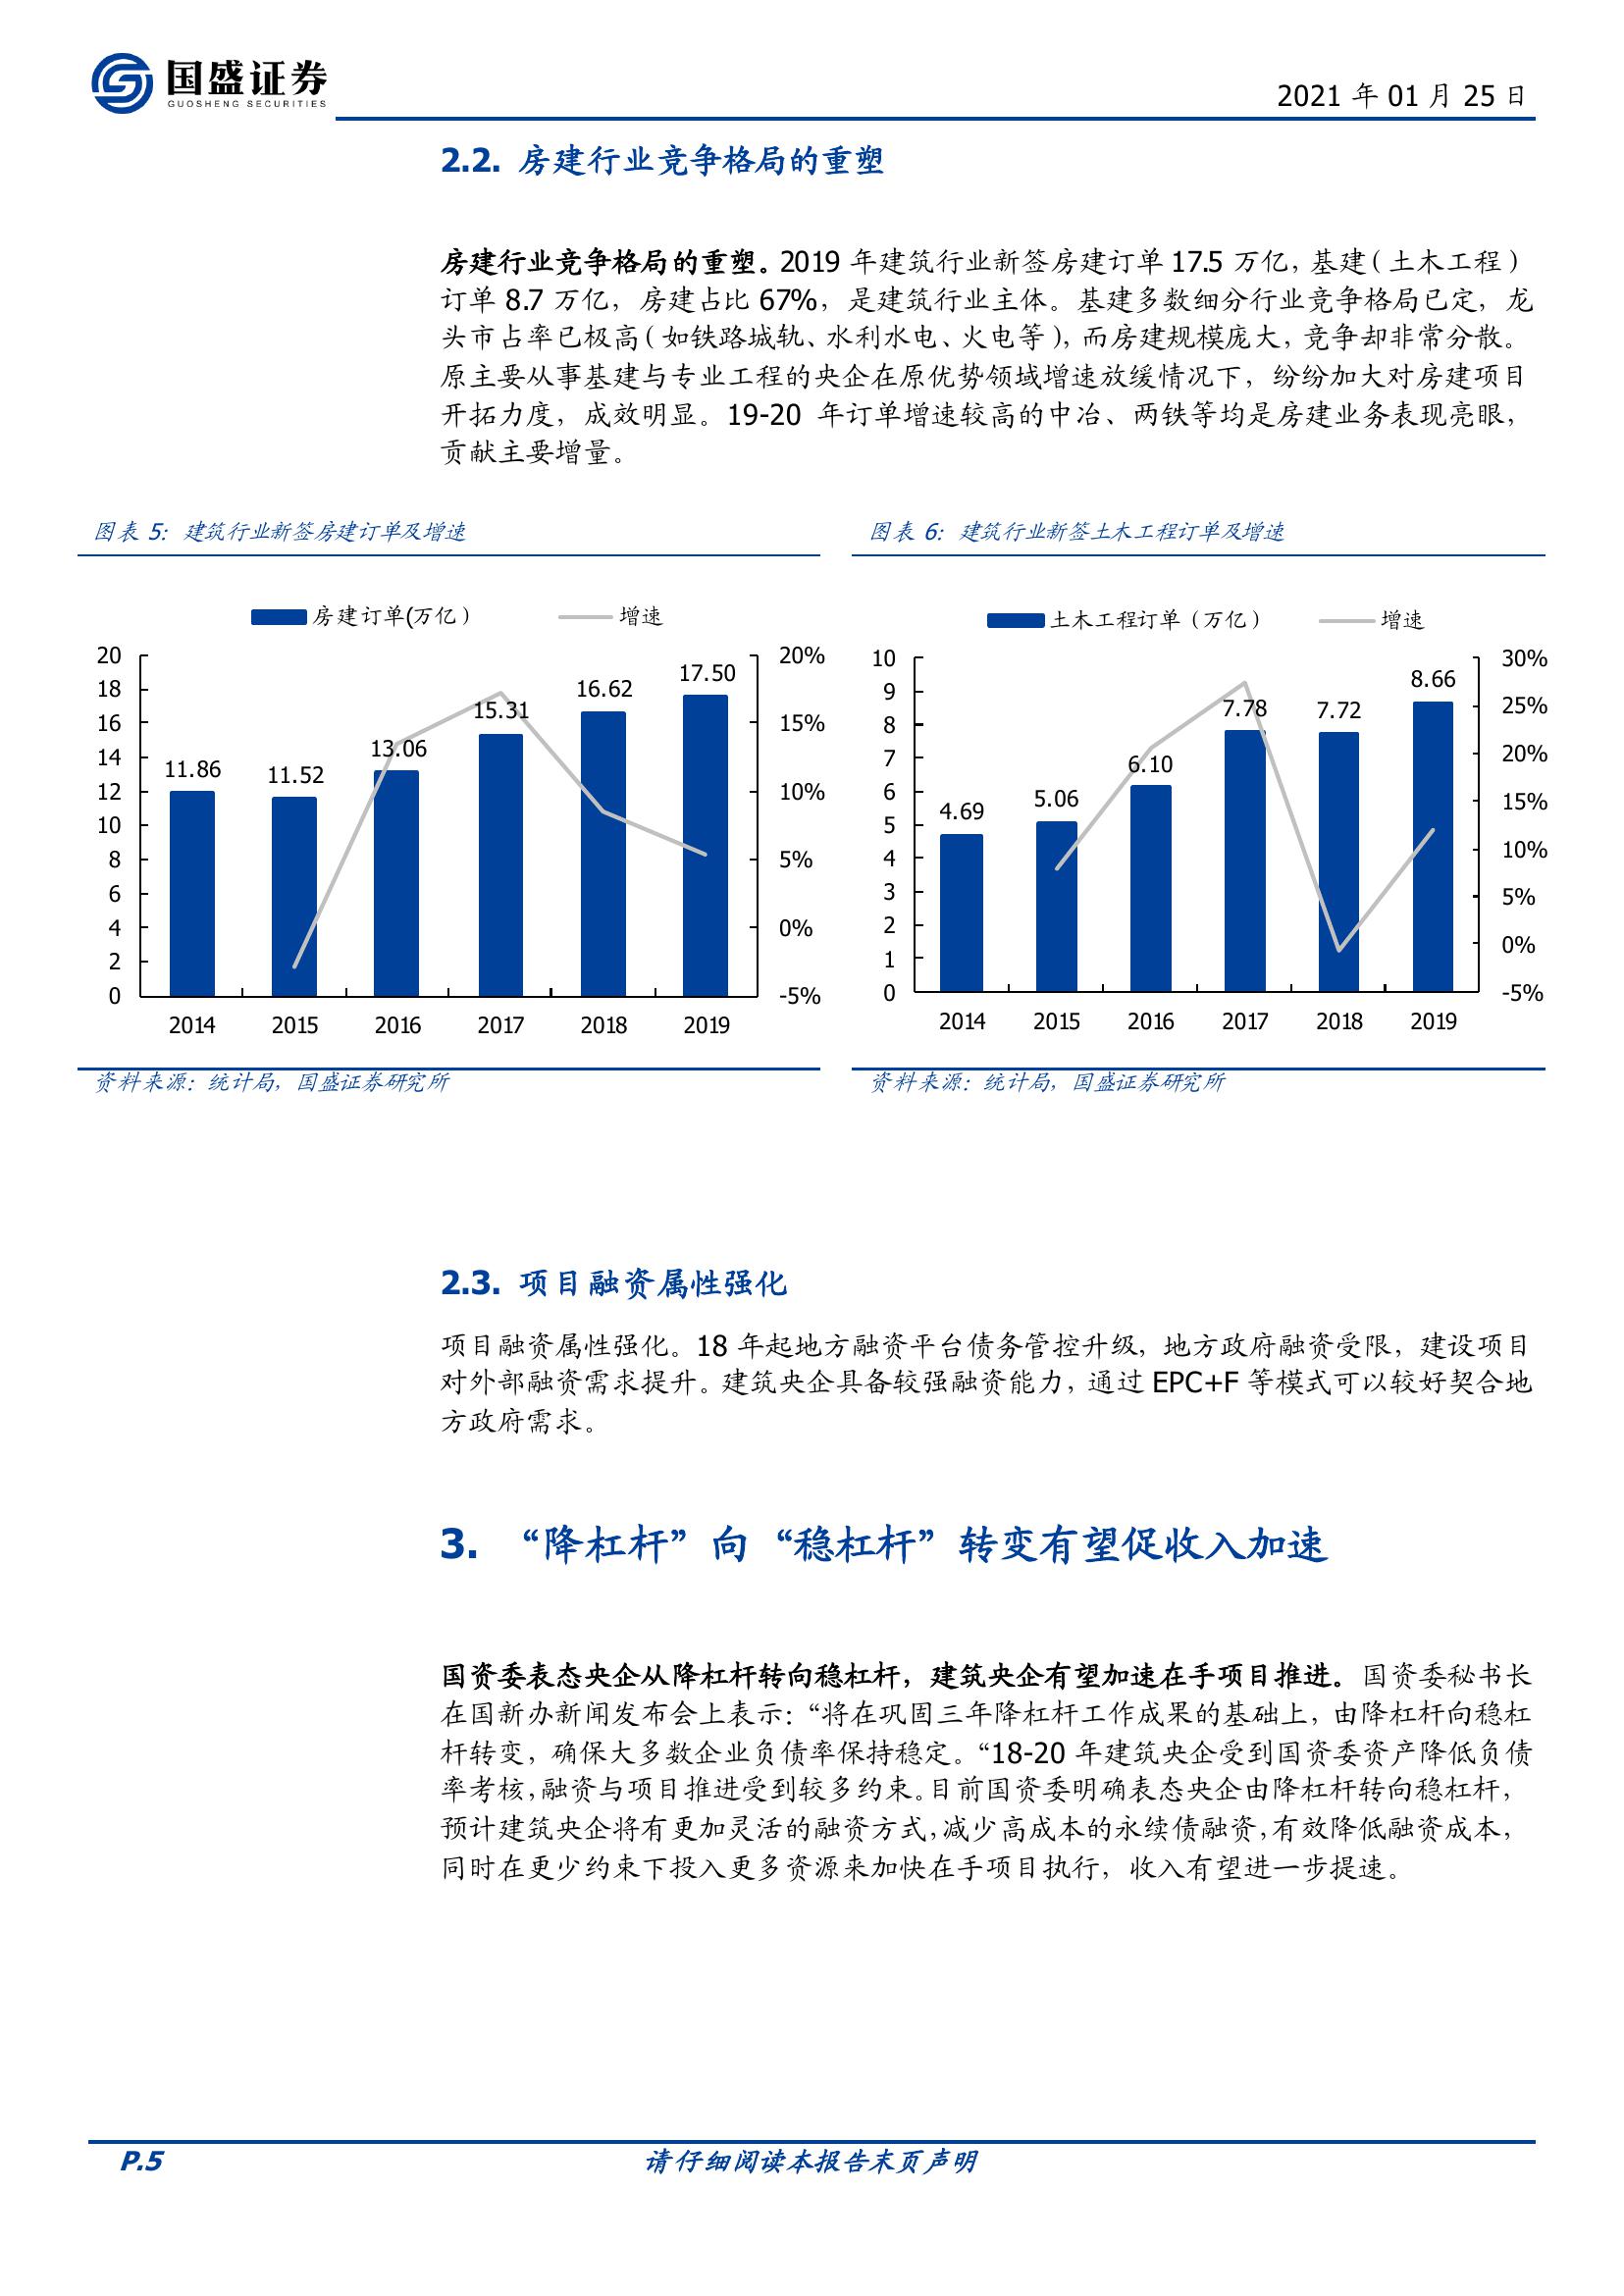 国盛证券
GUOSHENG SECURITIES
2021 年 01 月 25 日
2.2. 房建行业竞争格局的重塑
房建行业竞争格局的重塑。2019 年建筑行业新签房建订单 17.5 万亿，基建（土木工程）
订单 8.7 万亿，房建占比 67%，是建筑行业主体。基建多数细分行业竞争格局已定，龙
头市占率已极高（如铁路城轨、水利水电、火电等），而房建规模庞大，竞争却非常分散。
原主要从事基建与专业工程的央企在原优势领域增速放缓情况下，纷纷加大对房建项目
开拓力度，成效明显。19-20 年订单增速较高的中冶、两铁等均是房建业务表现亮眼，
贡献主要增量。
图表 5：建筑行业新签房建订单及增速
房建订单(万亿） 增速
20
18
16
14
12
10
8
6
4
2
0
11.86
11.52
13.06
15.31
16.62
17.50
20%
15%
10%
5%
0%
-5%
2014 2015 2016 2017 2018 2019
资料来源：统计局，国盛证券研究所
图表 6：建筑行业新签土木工程订单及增速
土木工程订单（万亿） 增速
10
9
8
7
6
5
4
3
2
1
0
4.69
5.06
6.10
7.78
7.72
8.66
30%
25%
20%
15%
10%
5%
0%
-5%
2014 2015 2016 2017 2018 2019
资料来源：统计局，国盛证券研究所
2.3. 项目融资属性强化
项目融资属性强化。18 年起地方融资平台债务管控升级，地方政府融资受限，建设项目
对外部融资需求提升。建筑央企具备较强融资能力，通过 EPC+F 等模式可以较好契合地
方政府需求。
3. “降杠杆”向“稳杠杆”转变有望促收入加速
国资委表态央企从降杠杆转向稳杠杆，建筑央企有望加速在手项目推进。国资委秘书长
在国新办新闻发布会上表示：“将在巩固三年降杠杆工作成果的基础上，由降杠杆向稳杠
杆转变，确保大多数企业负债率保持稳定。“18-20 年建筑央企受到国资委资产降低负债
率考核，融资与项目推进受到较多约束。目前国资委明确表态央企由降杠杆转向稳杠杆，
预计建筑央企将有更加灵活的融资方式，减少高成本的永续债融资，有效降低融资成本，
同时在更少约束下投入更多资源来加快在手项目执行，收入有望进一步提速。
P.5
请仔细阅读本报告末页声明